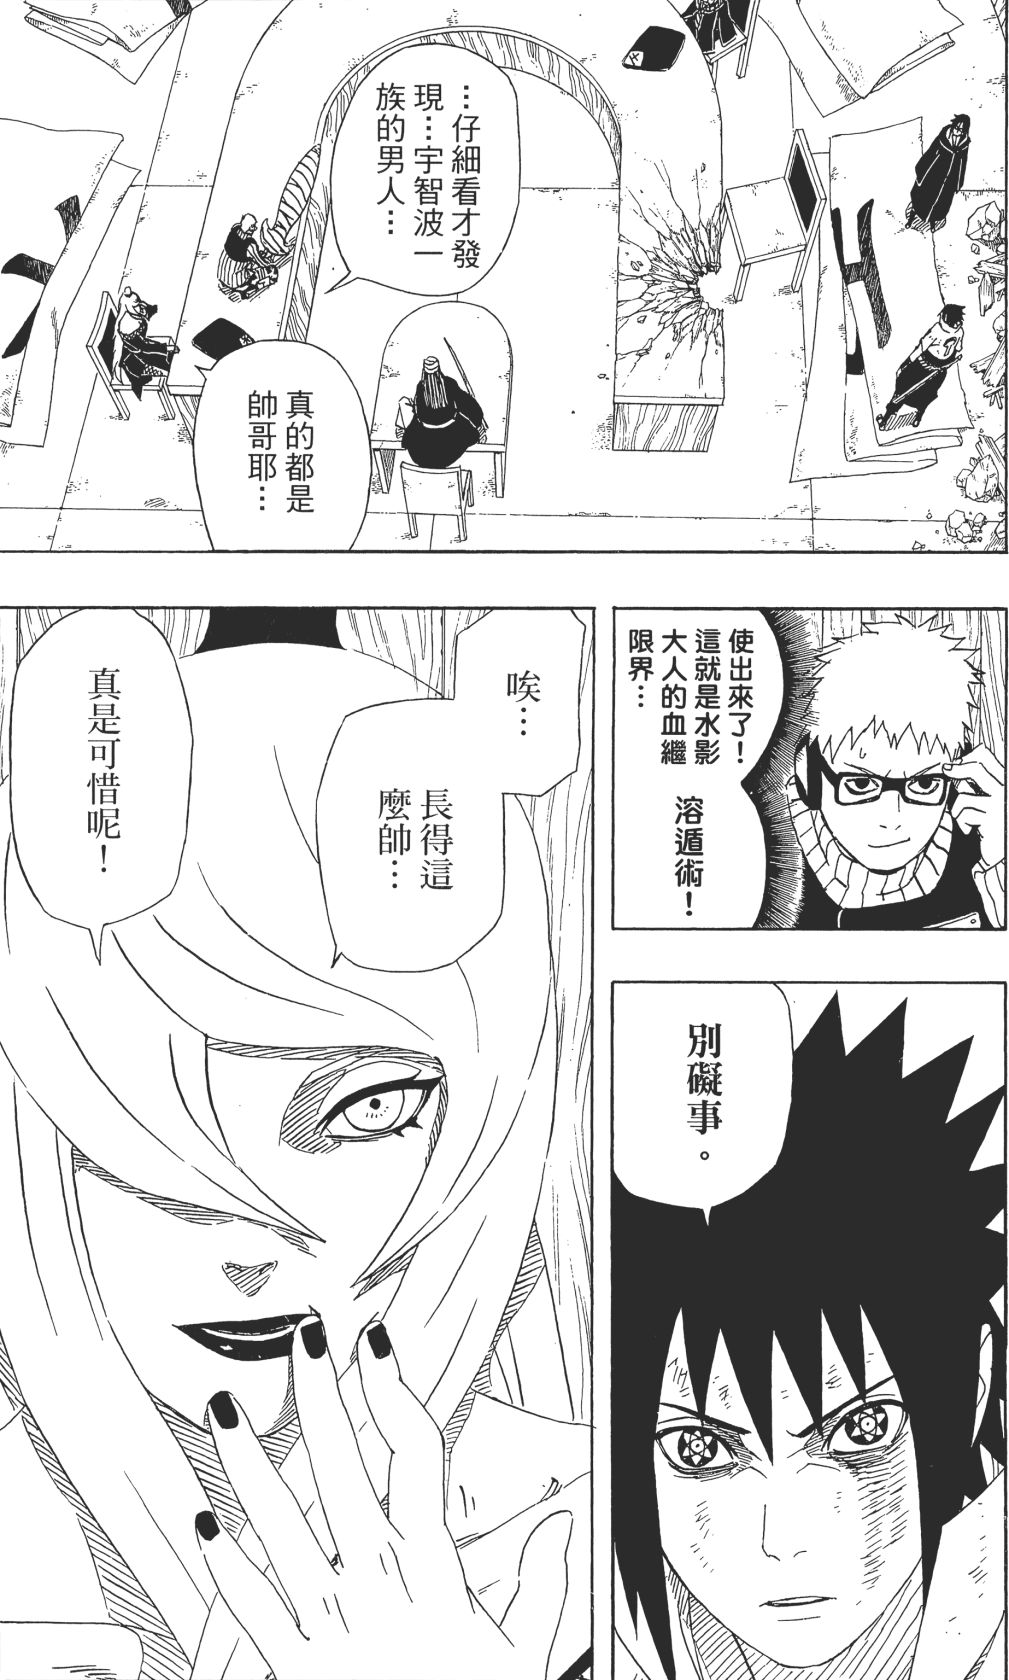 …仔細看才發
現…宇智波一
族的男人…
真的都是
帥哥耶…
使出來了！
這就是水影
大人的血繼
限界…
溶遁術！
別礙事。
唉…
長得這
麼帥…
真是可惜呢！